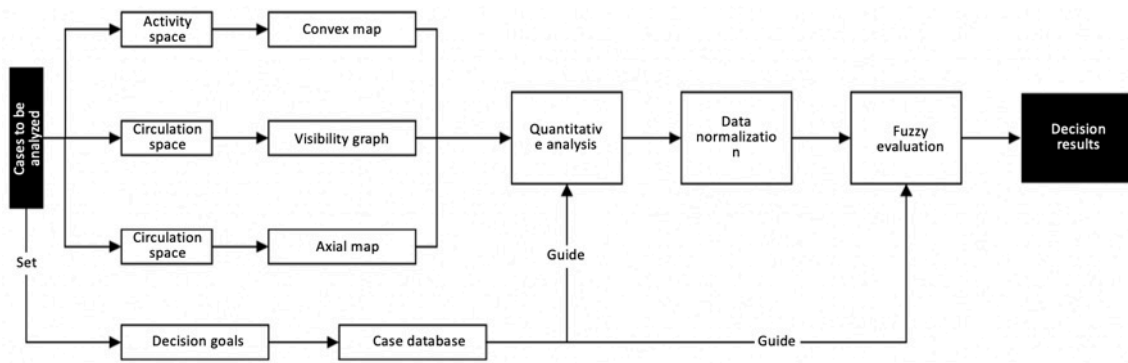 Cases to be
analyzed
Activity
space
Convex map
Circulation
space
Visibility graph
Circulation
space
Axial map
Set
Decision goals
Case database
Quantitativ
e analysis
Data
normalizatio
n
Fuzzy
evaluation
Decision
results
Guide
Guide